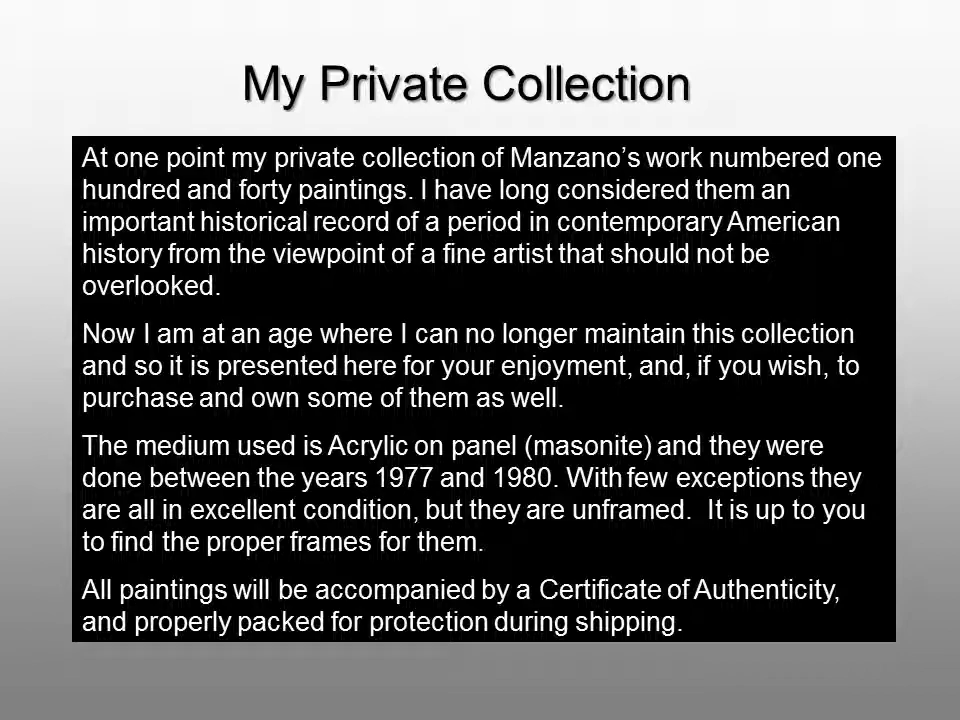 My Private Collection
At one point my private collection of Manzano’s work numbered one
hundred and forty paintings. I have long considered them an
important historical record of a period in contemporary American
history from the viewpoint of a fine artist that should not be
overlooked.
Now I am at an age where I can no longer maintain this collection
and so it is presented here for your enjoyment, and, if you wish, to
purchase and own some of them as well.
The medium used is Acrylic on panel (masonite) and they were
done between the years 1977 and 1980. With few exceptions they
are all in excellent condition, but they are unframed.  It is up to you
to find the proper frames for them.
All paintings will be accompanied by a Certificate of Authenticity,
and properly packed for protection during shipping.